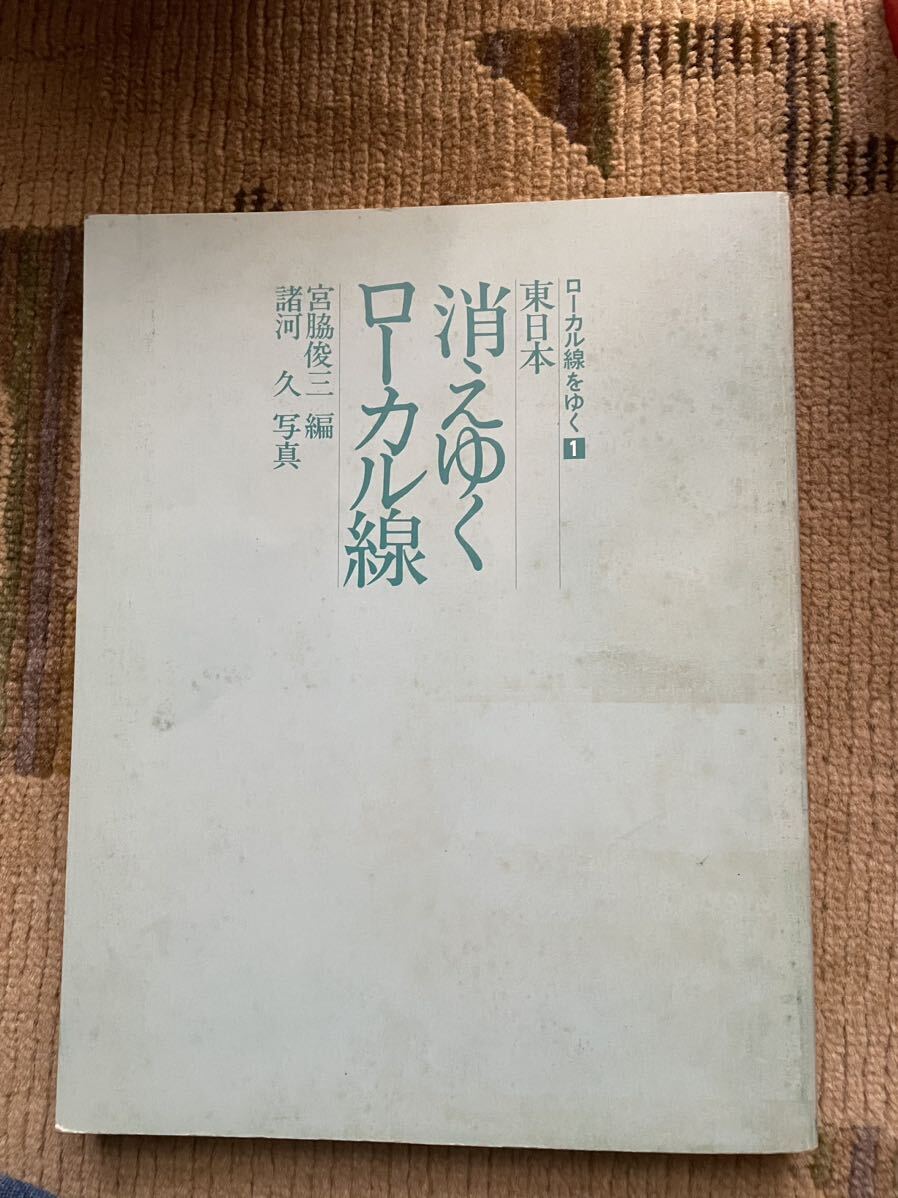 ローカル線をゆく1
東日本
消えゆく
ローカル線
宮脇俊三 編
諸河 久 写真